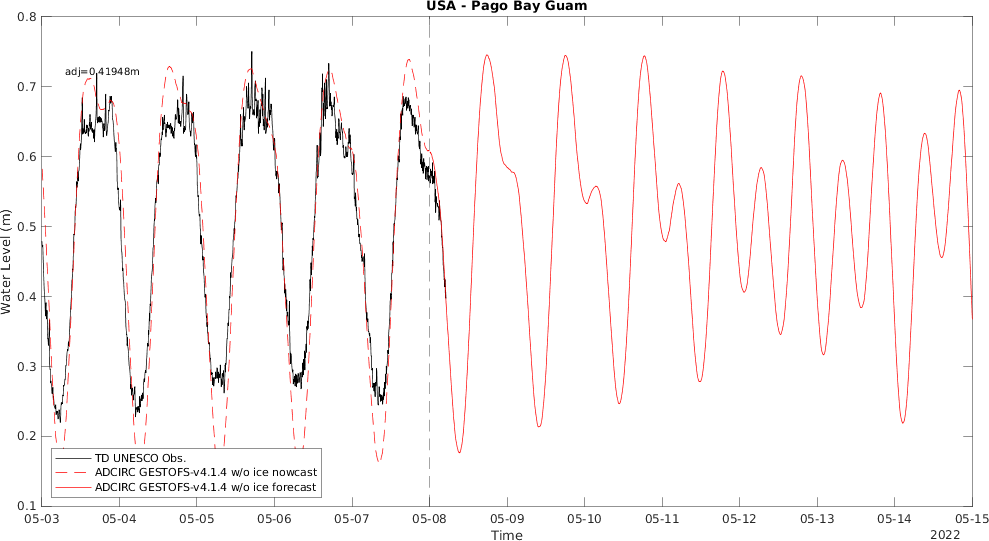 USA - Pago Bay Guam
adj=0.41948m
Water Level (m)
0.8
0.7
0.6
0.5
0.4
0.3
0.2
0.1
TD UNESCO Obs.
ADCIRC GESTOFS-v4.1.4 w/o ice nowcast
ADCIRC GESTOFS-v4.1.4 w/o ice forecast
05-03 05-04 05-05 05-06 05-07 05-08 05-09 05-10 05-11 05-12 05-13 05-14 05-15
Time
2022